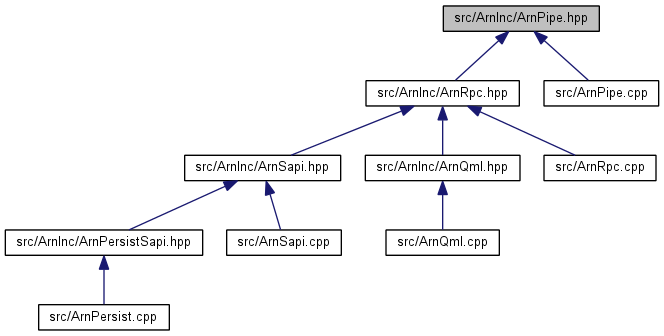 src/ArnInc/ArnPipe.hpp
src/ArnInc/ArnRpc.hpp
src/ArnPipe.cpp
src/ArnInc/ArnSapi.hpp
src/ArnInc/ArnQml.hpp
src/ArnRpc.cpp
src/ArnInc/ArnPersistSapi.hpp
src/ArnSapi.cpp
src/ArnQml.cpp
src/ArnPersist.cpp